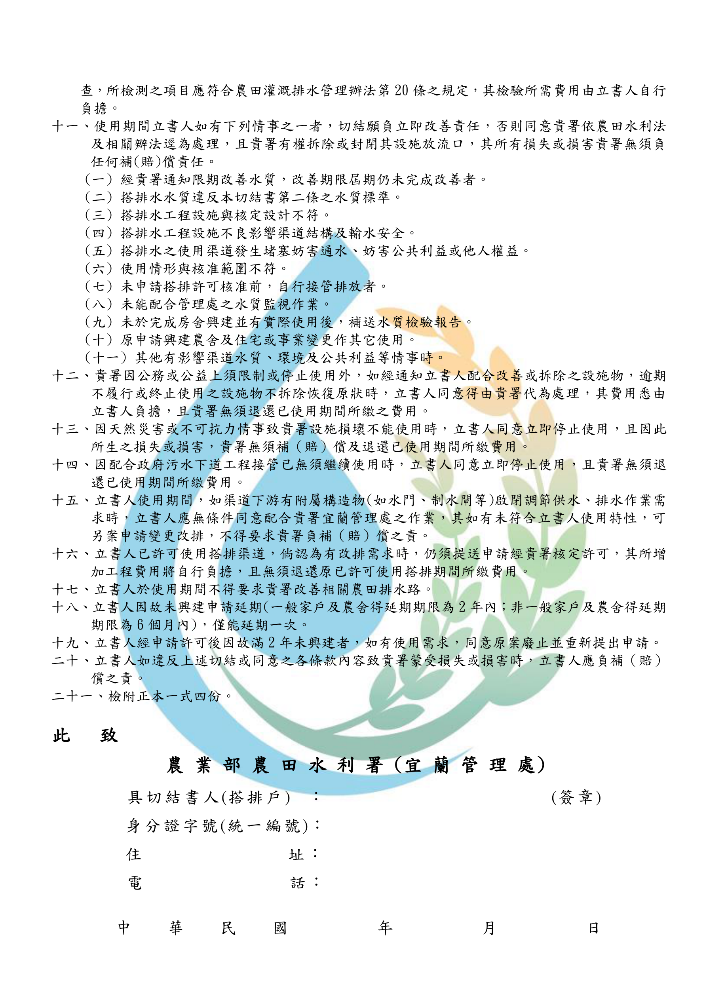 查，所檢測之項目應符合農田灌溉排水管理辦法第 20 條之規定，其檢驗所需費用由立書人自行
負擔。
十一、使用期間立書人如有下列情事之一者，切結願負立即改善責任，否則同意貴署依農田水利法
及相關辦法逕為處理，且貴署有權拆除或封閉其設施放流口，其所有損失或損害貴署無須負
任何補(賠)償責任。
（一）經貴署通知限期改善水質，改善期限屆期仍未完成改善者。
（二）搭排水水質違反本切結書第二條之水質標準。
（三）搭排水工程設施與核定設計不符。
（四）搭排水工程設施不良影響渠道結構及輸水安全。
（五）搭排水之使用渠道發生堵塞妨害通水、妨害公共利益或他人權益。
（六）使用情形與核准範圍不符。
（七）未申請搭排許可核准前，自行接管排放者。
（八）未能配合管理處之水質監視作業。
（九）未於完成房舍興建並有實際使用後，補送水質檢驗報告。
（十）原申請興建農舍及住宅或事業變更作其它使用。
（十一）其他有影響渠道水質、環境及公共利益等情事時。
十二、貴署因公務或公益上須限制或停止使用外，如經通知立書人配合改善或拆除之設施物，逾期
不履行或終止使用之設施物不拆除恢復原狀時，立書人同意得由貴署代為處理，其費用悉由
立書人負擔，且貴署無須退還已使用期間所繳之費用。
十三、因天然災害或不可抗力情事致貴署設施損壞不能使用時，立書人同意立即停止使用，且因此
所生之損失或損害，貴署無須補（賠）償及退還已使用期間所繳費用。
十四、因配合政府污水下道工程接管已無須繼續使用時，立書人同意立即停止使用，且貴署無須退
還已使用期間所繳費用。
十五、立書人使用期間，如渠道下游有附屬構造物(如水門、制水閘等)啟閉調節供水、排水作業需
求時，立書人應無條件同意配合貴署宜蘭管理處之作業，其如有未符合立書人使用特性，可
另案申請變更改排，不得要求貴署負補（賠）償之責。
十六、立書人已許可使用搭排渠道，倘認為有改排需求時，仍須提送申請經貴署核定許可，其所增
加工程費用將自行負擔，且無須退還原已許可使用搭排期間所繳費用。
十七、立書人於使用期間不得要求貴署改善相關農田排水路。
十八、立書人因故未興建申請延期(一般家戶及農舍得延期期限為 2 年內；非一般家戶及農舍得延期
期限為 6 個月內)，僅能延期一次。
十九、立書人經申請許可後因故滿 2 年未興建者，如有使用需求，同意原案廢止並重新提出申請。
二十、立書人如違反上述切結或同意之各條款內容致貴署蒙受損失或損害時，立書人應負補（賠）
償之責。
二十一、檢附正本一式四份。
此 致
農業部農田水利署(宜蘭管理處)
具切結書人(搭排戶) ： (簽章)
身分證字號(統一編號)：
住 址：
電 話：
中 華 民 國 年 月 日